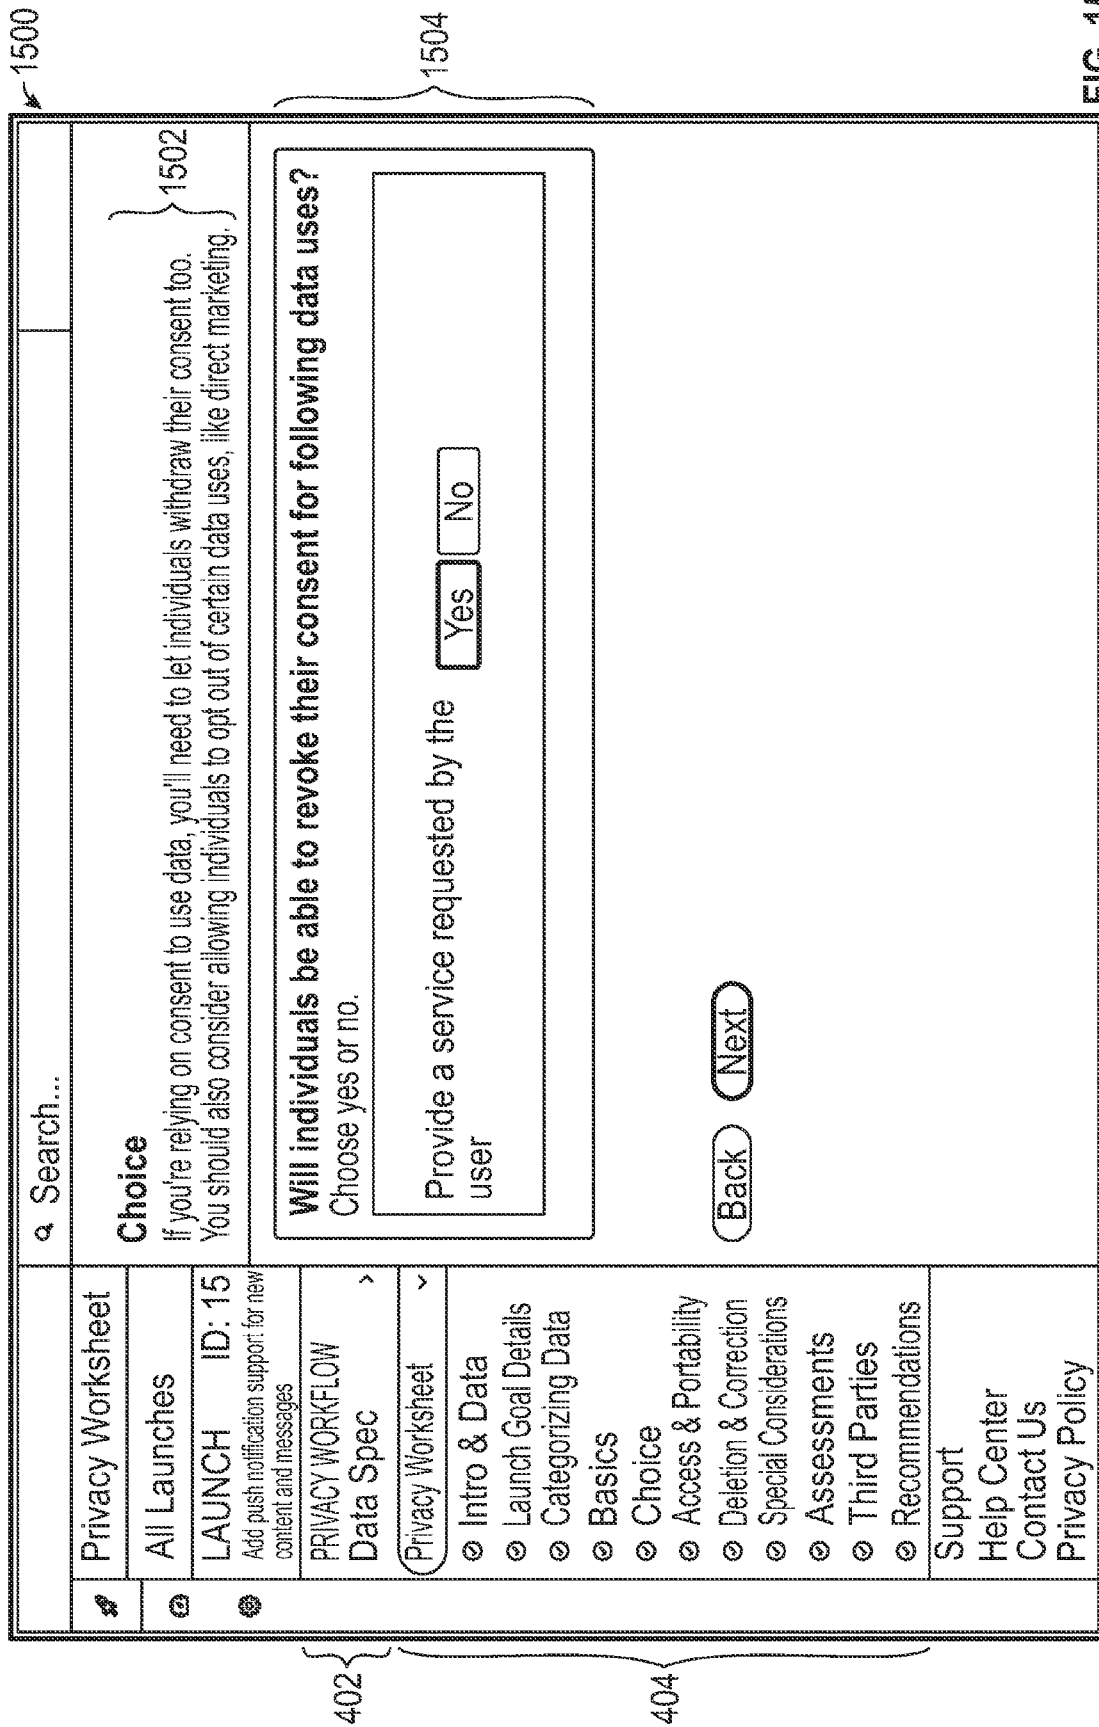 1500
Search...
Privacy Worksheet
All Launches
LAUNCH ID: 15
Add push notification support for new
content and messages
402
PRIVACY WORKFLOW
Data Spec >
404
Privacy Worksheet
Intro & Data
Launch Goal Details
Categorizing Data
Basics
Choice
Access & Portability
Deletion & Correction
Special Considerations
Assessments
Third Parties
Recommendations
Support
Help Center
Contact Us
Privacy Policy
Choice
If you're relying on consent to use data, you'll need to let individuals withdraw their consent too.
You should also consider allowing individuals to opt out of certain data uses, like direct marketing.
1502
Will individuals be able to revoke their consent for following data uses?
Choose yes or no.
Provide a service requested by the
user
Yes No
1504
Back Next
FIG.